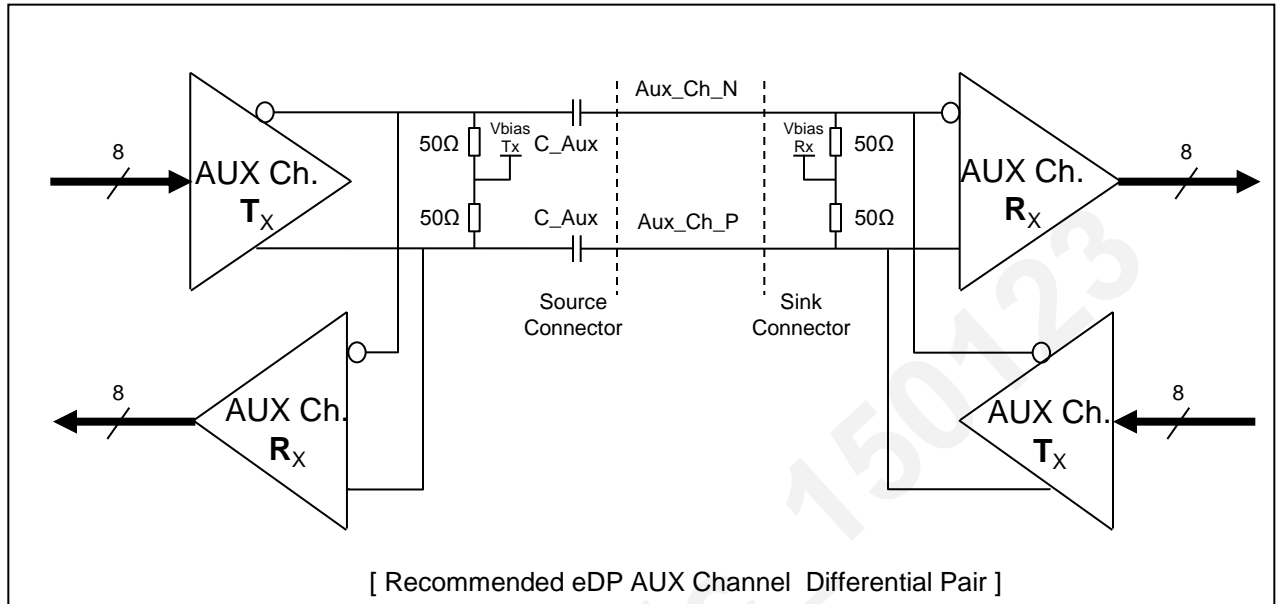 8
AUX Ch.
TX
50Ω
50Ω
Vbias
Tx
C_Aux
C_Aux
Aux_Ch_N
Aux_Ch_P
Source
Connector
Sink
Connector
Vbias
Rx
50Ω
50Ω
AUX Ch.
RX
8
8
AUX Ch.
RX
AUX Ch.
TX
8
150123
[ Recommended eDP AUX Channel Differential Pair ]